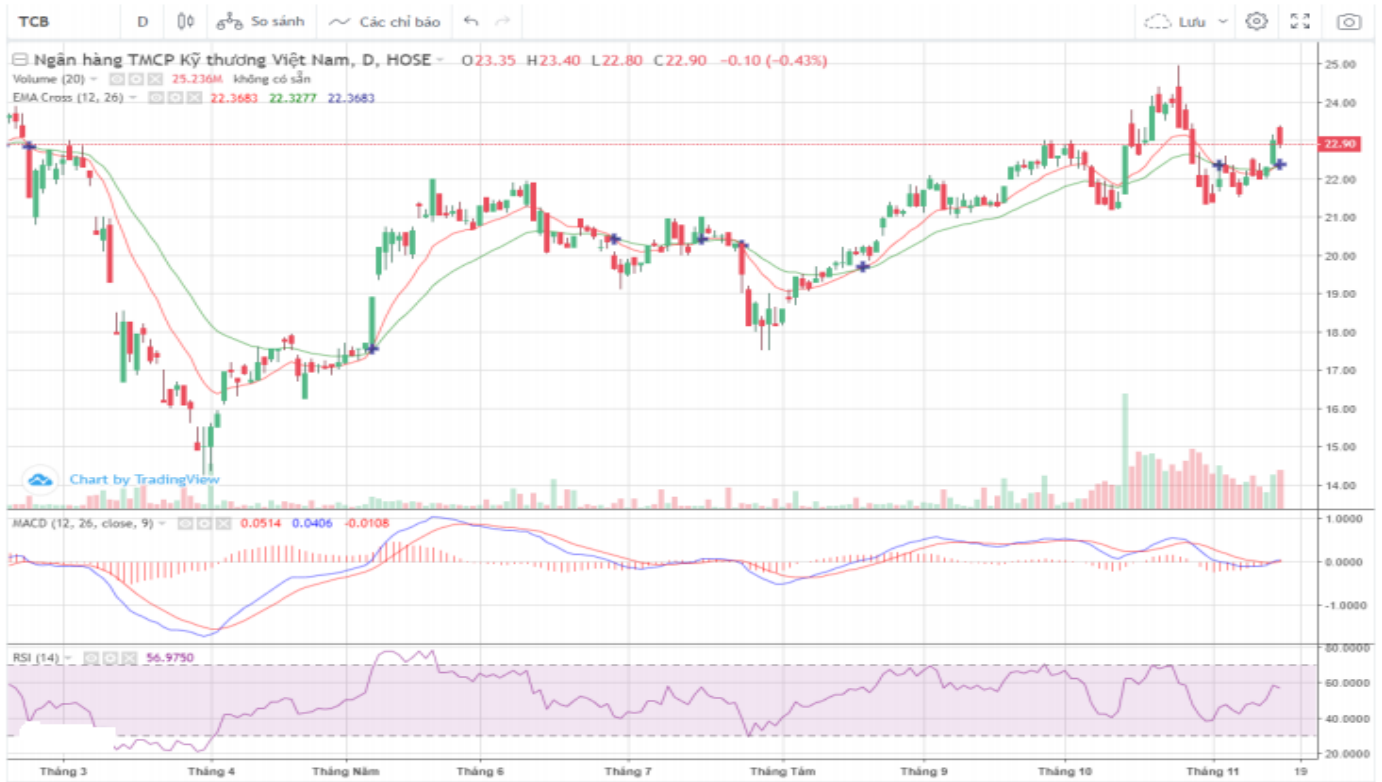 TCB D So sánh Các chỉ báo Lưu
Ngân hàng TMCP Kỹ thương Việt Nam, D, HOSE O23.35 H23.40 L22.80 C22.90 -0.10 (-0.43%)
Volume (20) 25.236M không có sẵn
EMA Cross (12, 26) 22.3683 22.3277 22.3683
25.00
24.00
22.90
22.00
21.00
20.00
19.00
18.00
17.00
16.00
15.00
14.00
Chart by TradingView
MACD (12, 26, close, 9) 0.0514 0.0406 -0.0108
1.0000
0.0000
-1.0000
RSI (14) 56.9750
80.0000
60.0000
40.0000
20.0000
Tháng 3 Tháng 4 Tháng Năm Tháng 6 Tháng 7 Tháng Tám Tháng 9 Tháng 10 Tháng 11 19